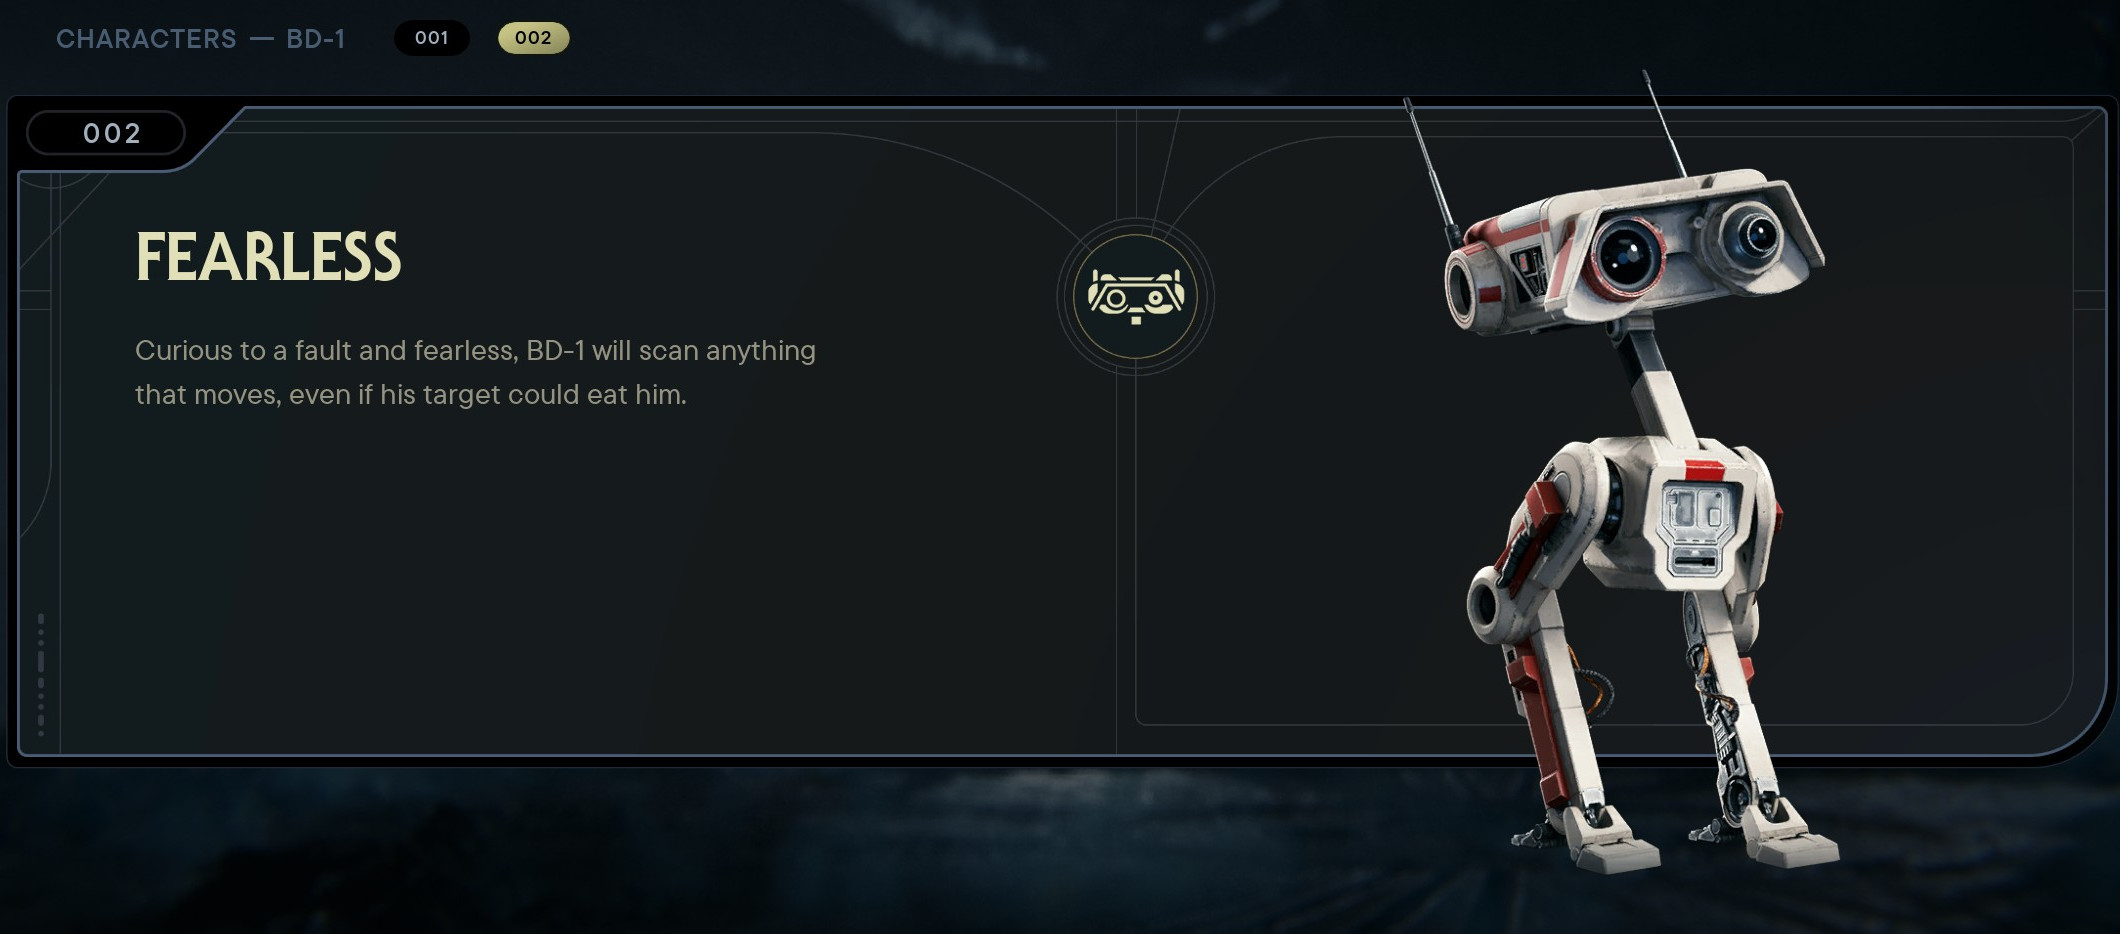 CHARACTERS — BD-1 001 002
002
FEARLESS
Curious to a fault and fearless, BD-1 will scan anything
that moves, even if his target could eat him.